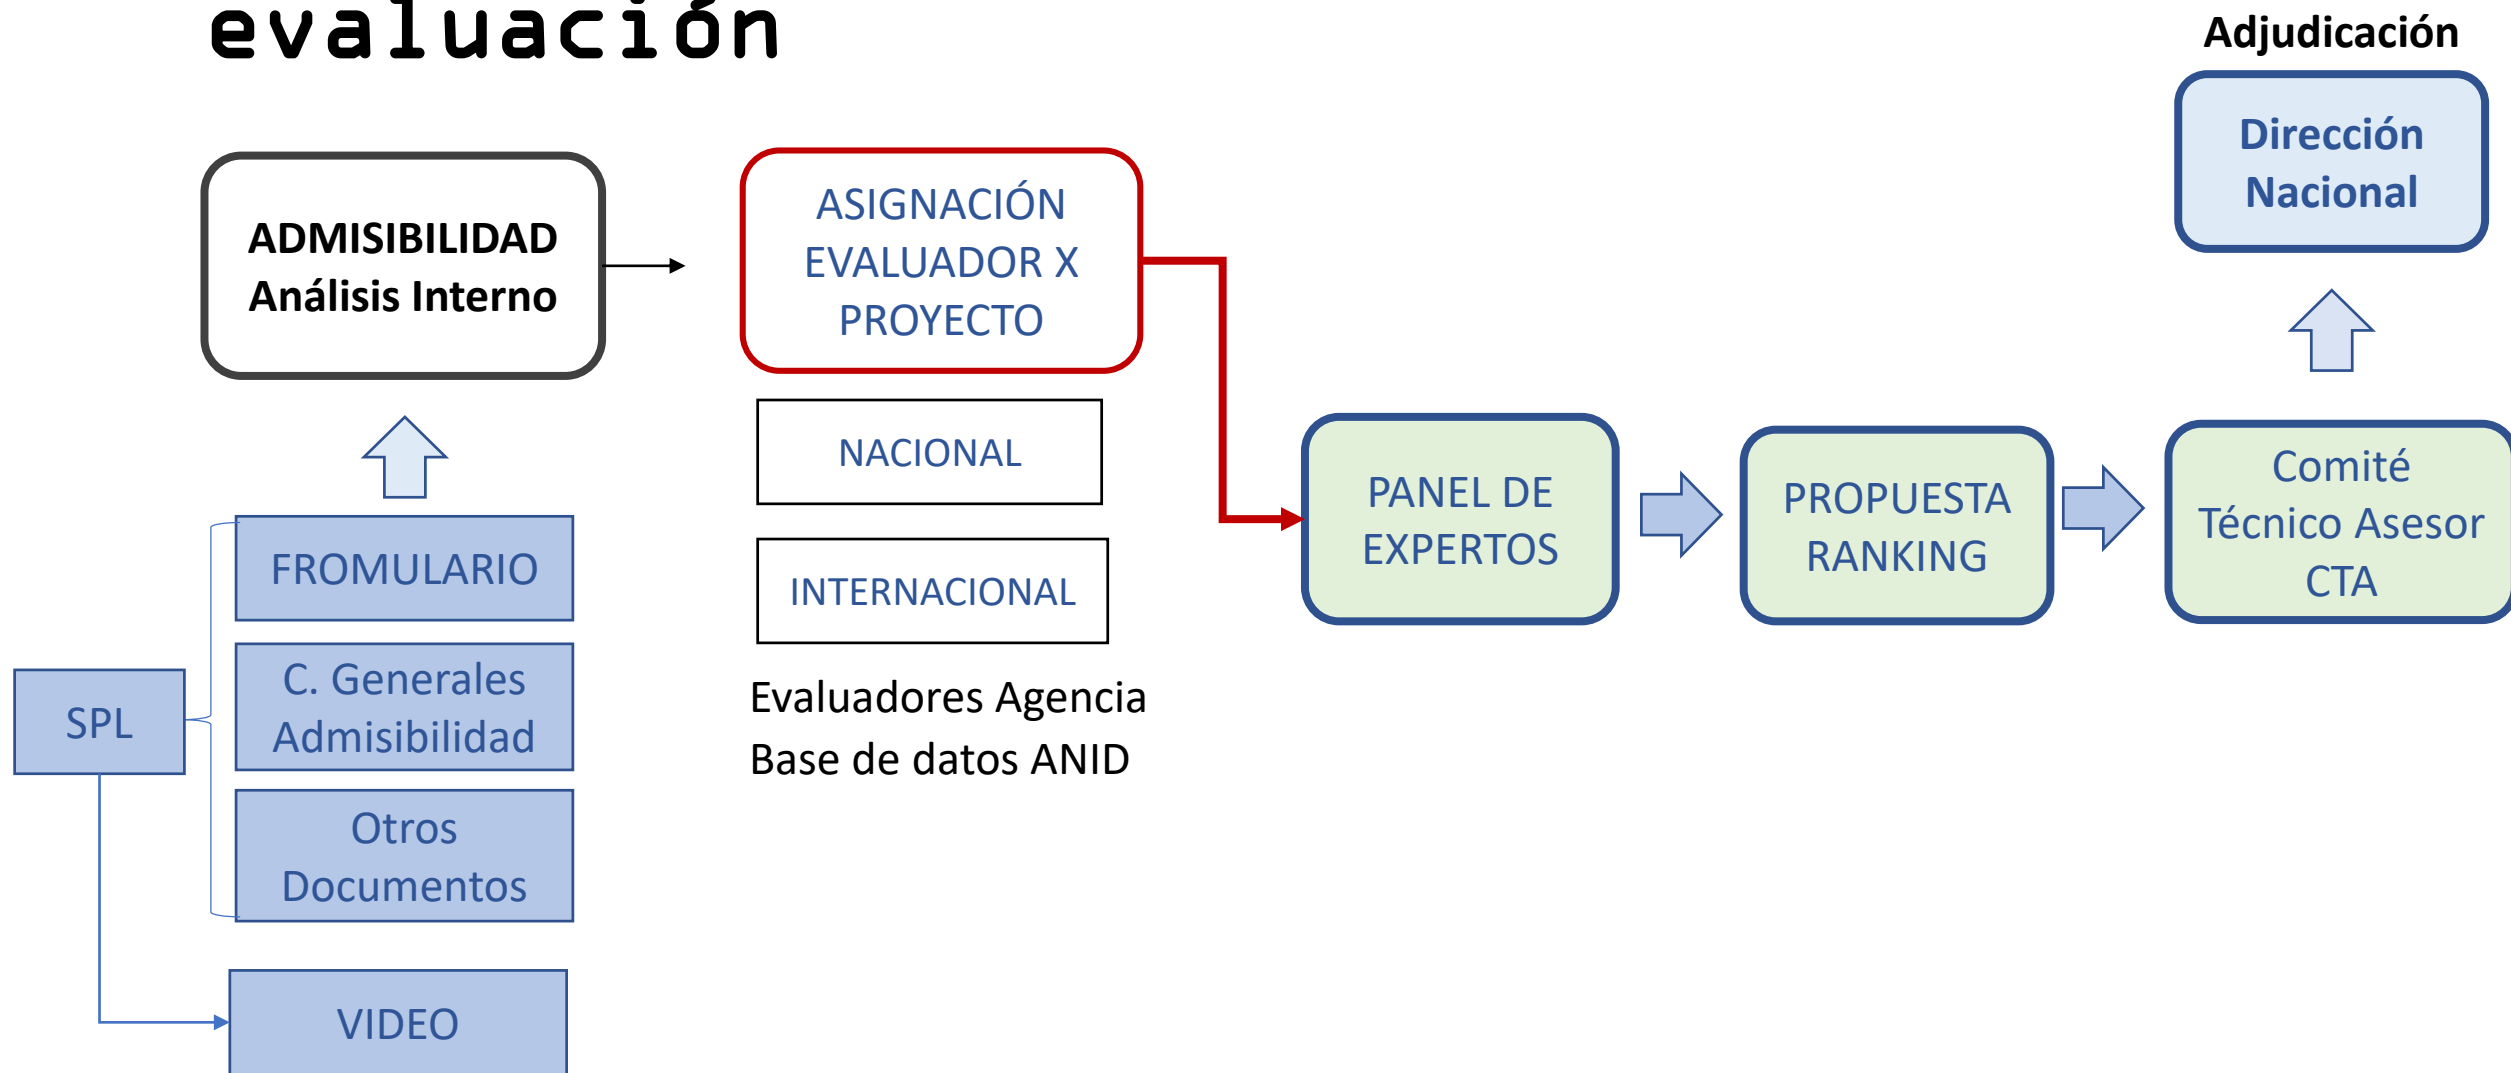 evaluación
Adjudicación
Dirección
Nacional
ADMISIBILIDAD
Análisis Interno
ASIGNACIÓN
EVALUADOR X
PROYECTO
NACIONAL
INTERNACIONAL
Evaluadores Agencia
Base de datos ANID
PANEL DE
EXPERTOS
PROPUESTA
RANKING
Comité
Técnico Asesor
CTA
SPL
FROMULARIO
C. Generales
Admisibilidad
Otros
Documentos
VIDEO